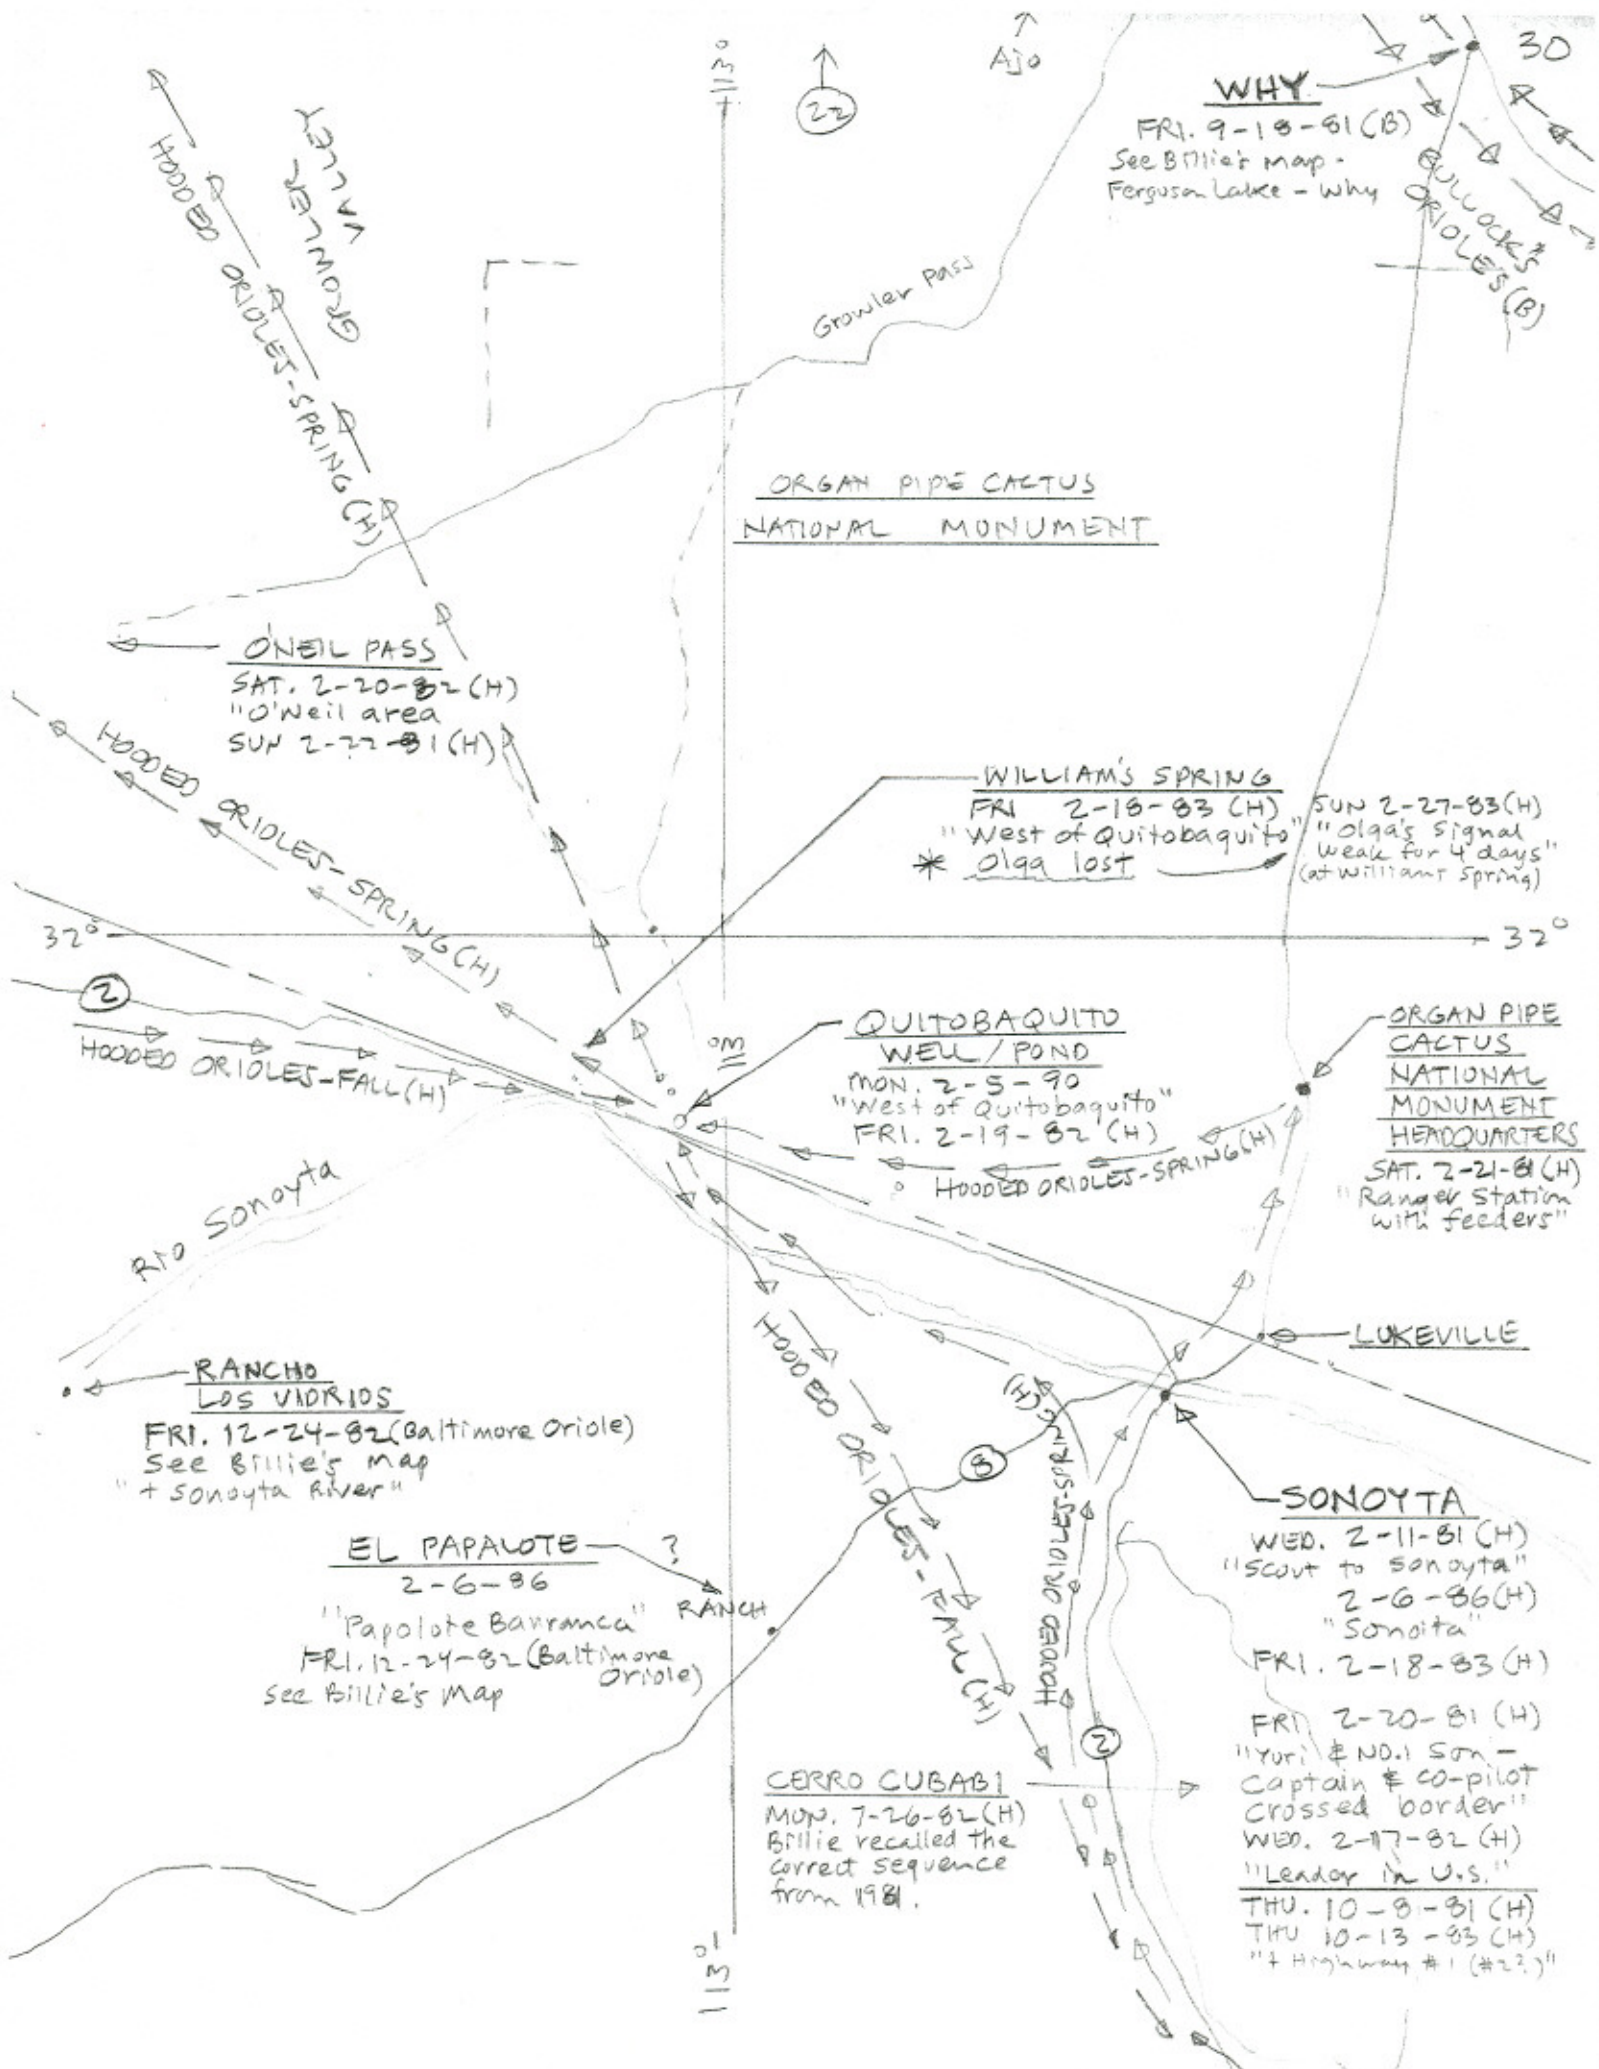 30
113°
22
Ajo
WHY
FRI. 9-18-81 (B)
See Billie's map -
Ferguson Lake - Why
BULLOCK'S
ORIOLES (B)
GROWLER
VALLEY
HOODED ORIOLES-SPRING (H)
Growler Pass
ORGAN PIPE CACTUS
NATIONAL MONUMENT
O'NEIL PASS
SAT. 2-20-82 (H)
"O'Neil area
SUN 2-22-81 (H)
HOODED ORIOLES-SPRING (H)
WILLIAM'S SPRING
FRI 2-18-83 (H)
"West of Quitobaquito"
* Olga lost
SUN 2-27-83 (H)
"Olga's Signal
weak for 4 days"
(at Williams Spring)
32°
32°
2
HOODED ORIOLES-FALL (H)
113°
QUITOBAQUITO
WELL / POND
MON. 2-5-90
"West of Quitobaquito"
FRI. 2-19-82 (H)
HOODED ORIOLES-SPRING (H)
ORGAN PIPE
CACTUS
NATIONAL
MONUMENT
HEADQUARTERS
SAT. 2-21-81 (H)
"Ranger Station
with feeders"
RIO Sonoyta
LUKEVILLE
RANCHO
LOS VIDRIOS
FRI. 12-24-82 (Baltimore Oriole)
See Billie's Map
"+ Sonoyta River"
HOODED ORIOLES-FALL (H)
HOODED ORIOLES-SPRING (H)
8
EL PAPALOTE
2-6-86
"Papolote Barranca"
FRI. 12-24-82 (Baltimore
Oriole)
See Billie's Map
?
RANCH
SONOYTA
WED. 2-11-81 (H)
"Scout to Sonoyta"
2-6-86 (H)
"Sonoita"
FRI. 2-18-83 (H)
FRI 2-20-81 (H)
"Yuri & NO.1 Son -
Captain & co-pilot
crossed border"
WED. 2-17-82 (H)
"Leader in U.S."
THU. 10-8-81 (H)
THU 10-13-83 (H)
"+ Highway #1 (#2?)"
2
CERRO CUBABI
MON. 7-26-82 (H)
Billie recalled the
correct sequence
from 1981.
113°